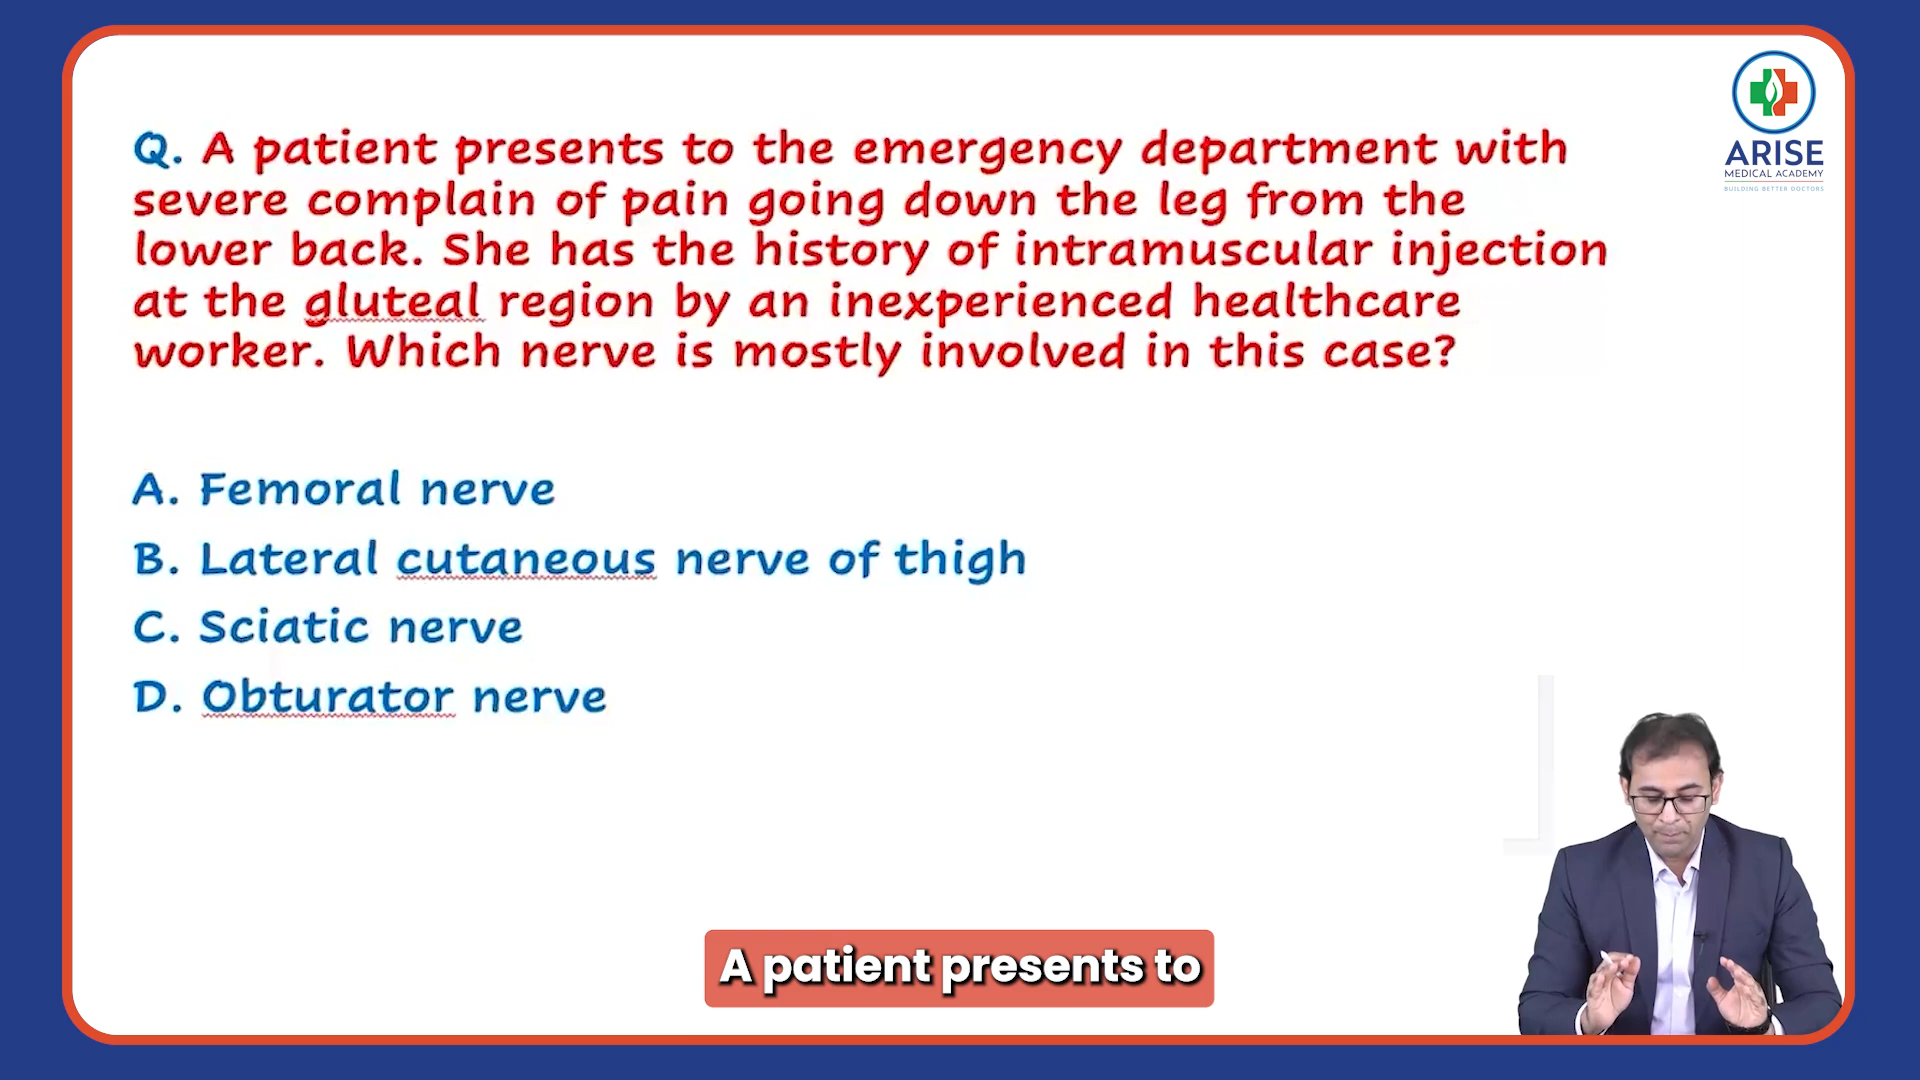 Q. A patient presents to the emergency department with
severe complain of pain going down the leg from the
lower back. She has the history of intramuscular injection
at the gluteal region by an inexperienced healthcare
worker. Which nerve is mostly involved in this case?
A. Femoral nerve
B. Lateral cutaneous nerve of thigh
C. Sciatic nerve
D. Obturator nerve
ARISE
MEDICAL ACADEMY
BUILDING BETTER DOCTORS
A patient presents to